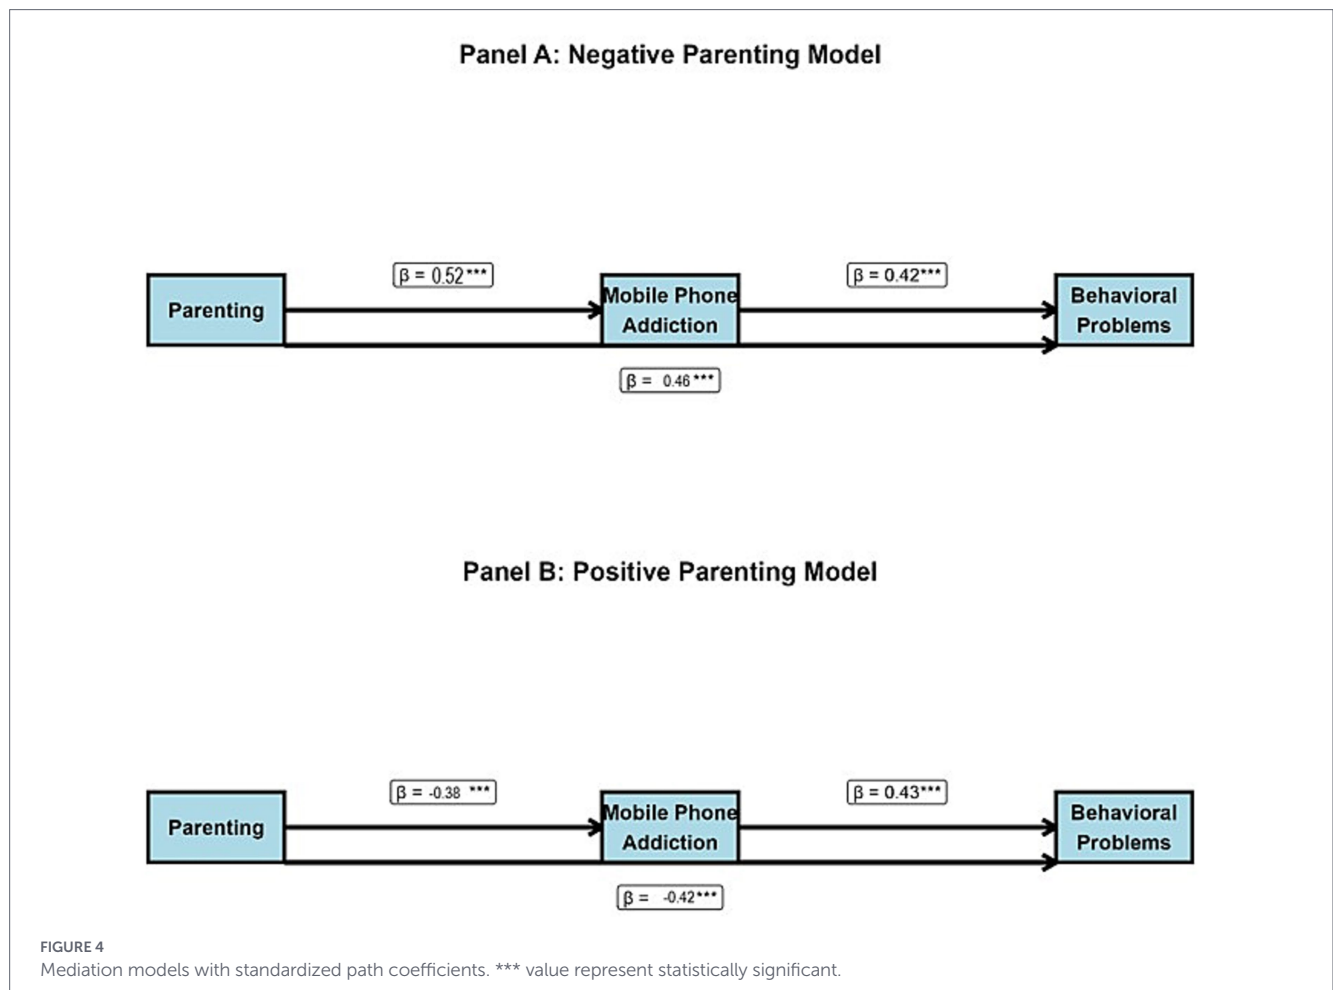 Panel A: Negative Parenting Model
β = 0.52***
β = 0.42***
Parenting
Mobile Phone
Addiction
Behavioral
Problems
β = 0.46***
Panel B: Positive Parenting Model
β = -0.38 ***
β = 0.43***
Parenting
Mobile Phone
Addiction
Behavioral
Problems
β = -0.42***
FIGURE 4
Mediation models with standardized path coefficients. *** value represent statistically significant.